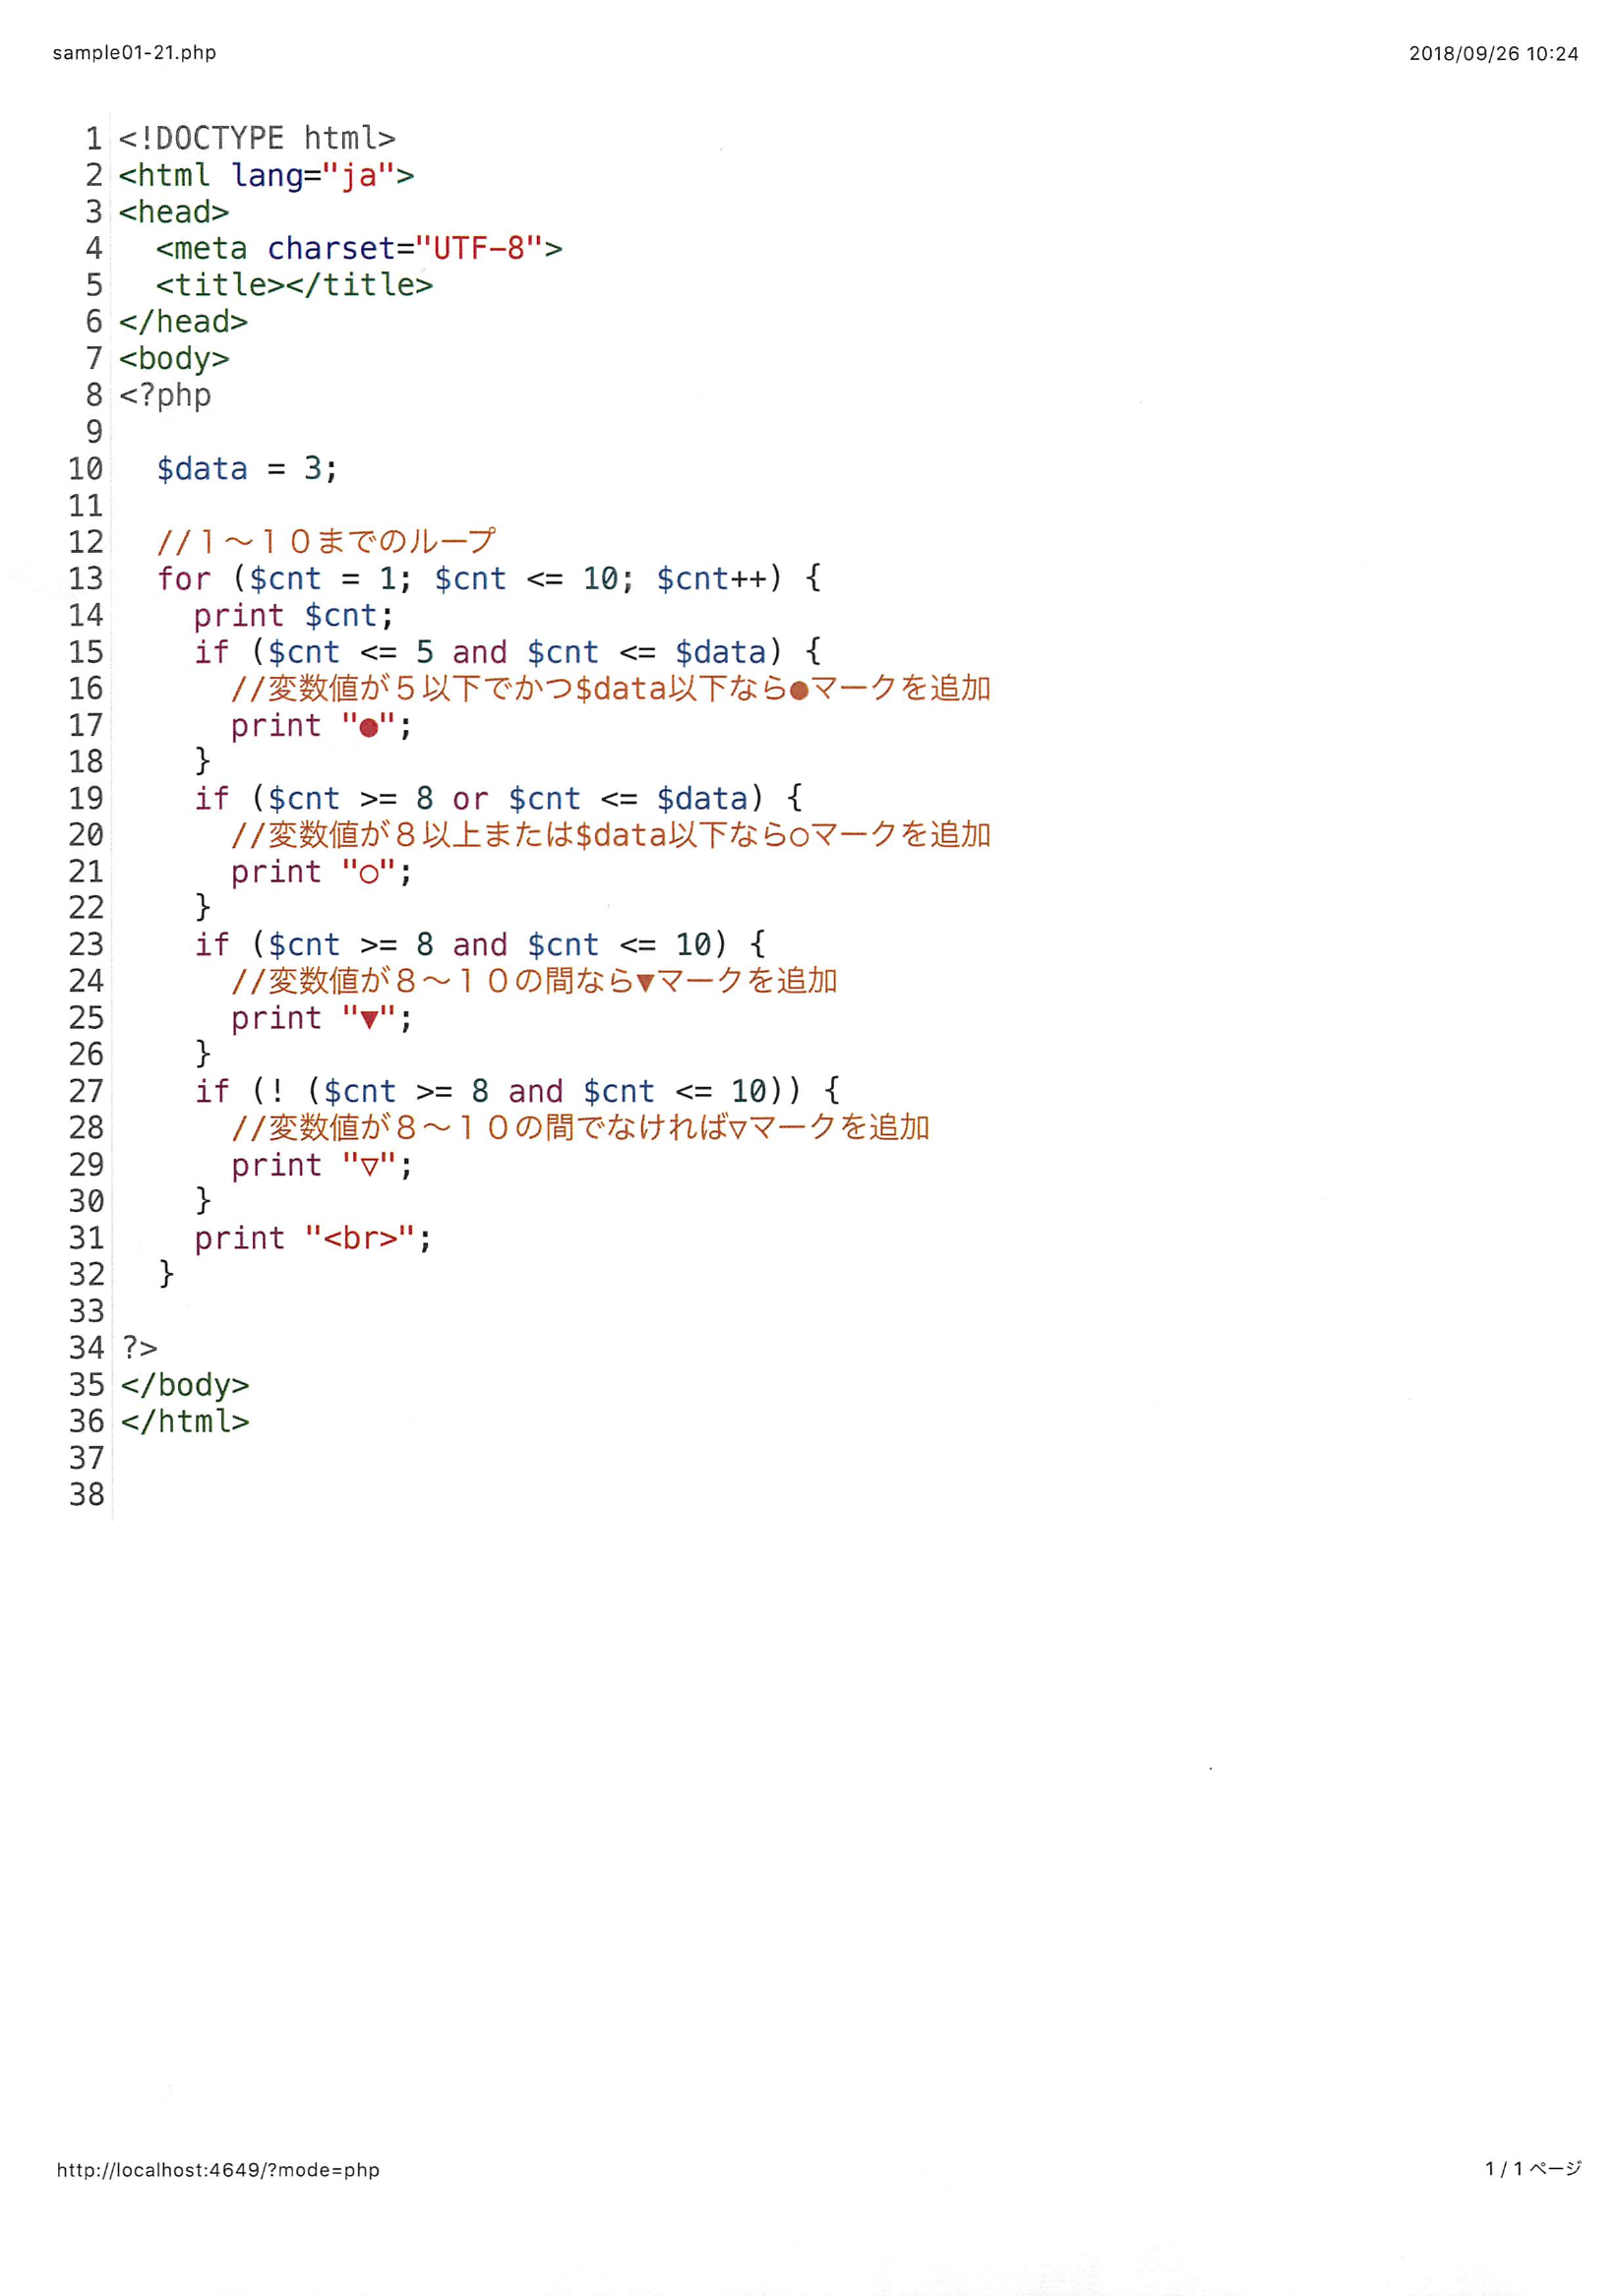 sample01-21.php
2018/09/26 10:24
1 <!DOCTYPE html>
2 <html lang="ja">
3 <head>
4   <meta charset="UTF-8">
5   <title></title>
6 </head>
7 <body>
8 <?php
9
10   $data = 3;
11
12   //１～１０までのループ
13   for ($cnt = 1; $cnt <= 10; $cnt++) {
14     print $cnt;
15     if ($cnt <= 5 and $cnt <= $data) {
16       //変数値が５以下でかつ$data以下なら●マークを追加
17       print "●";
18     }
19     if ($cnt >= 8 or $cnt <= $data) {
20       //変数値が８以上または$data以下なら○マークを追加
21       print "○";
22     }
23     if ($cnt >= 8 and $cnt <= 10) {
24       //変数値が８～１０の間なら▼マークを追加
25       print "▼";
26     }
27     if (! ($cnt >= 8 and $cnt <= 10)) {
28       //変数値が８～１０の間でなければ▽マークを追加
29       print "▽";
30     }
31     print "<br>";
32   }
33
34 ?>
35 </body>
36 </html>
37
38
http://localhost:4649/?mode=php
1 / 1 ページ